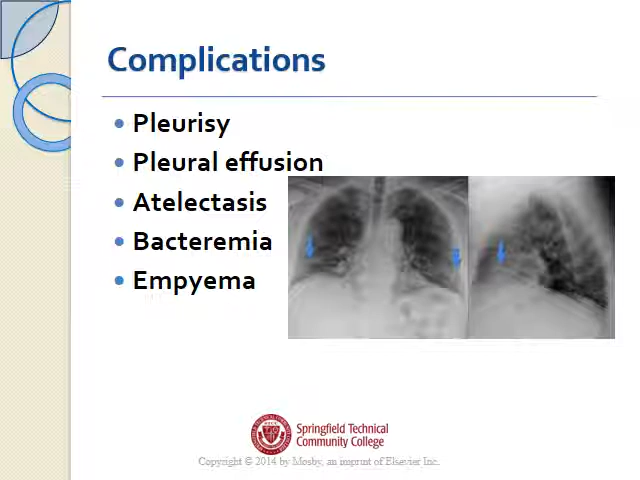 Complications
Pleurisy
Pleural effusion
Atelectasis
Bacteremia
Empyema
Springfield Technical
Community College
Copyright © 2014 by Mosby, an imprint of Elsevier Inc.